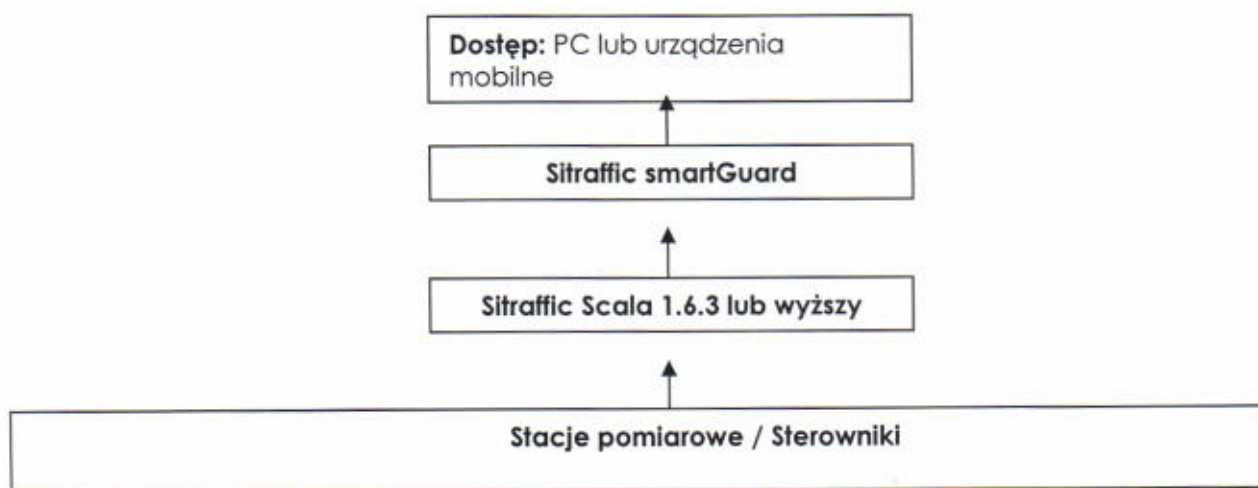 Dostęp: PC lub urządzenia
mobilne
Sitraffic smartGuard
Sitraffic Scala 1.6.3 lub wyższy
Stacje pomiarowe / Sterowniki